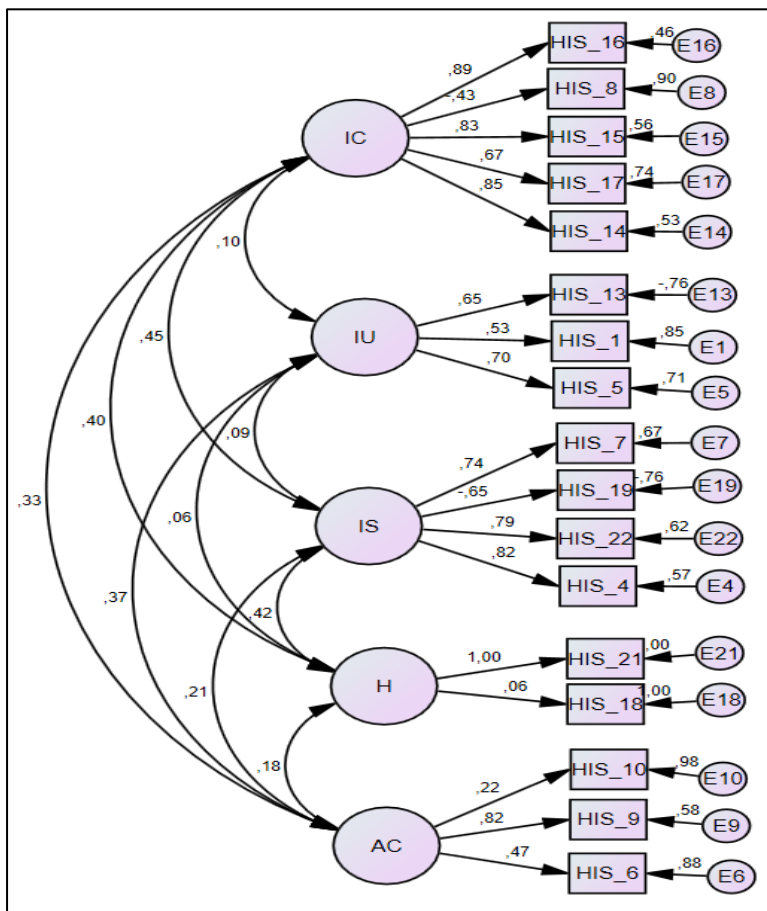 ,46
HIS_16
E16
,89
-,43
HIS_8
,90
E8
,83
HIS_15
,56
E15
IC
,67
HIS_17
,74
E17
,85
HIS_14
,53
E14
,10
,65
HIS_13
-,76
E13
,45
IU
,53
HIS_1
,85
E1
,70
HIS_5
,71
E5
,40
,09
,74
HIS_7
,67
E7
,33
,06
IS
-,65
HIS_19
-,76
E19
,79
HIS_22
,62
E22
,82
HIS_4
,57
E4
,37
,42
,21
H
1,00
HIS_21
,00
E21
,06
HIS_18
1,00
E18
,18
,22
HIS_10
,98
E10
AC
,82
HIS_9
,58
E9
,47
HIS_6
,88
E6